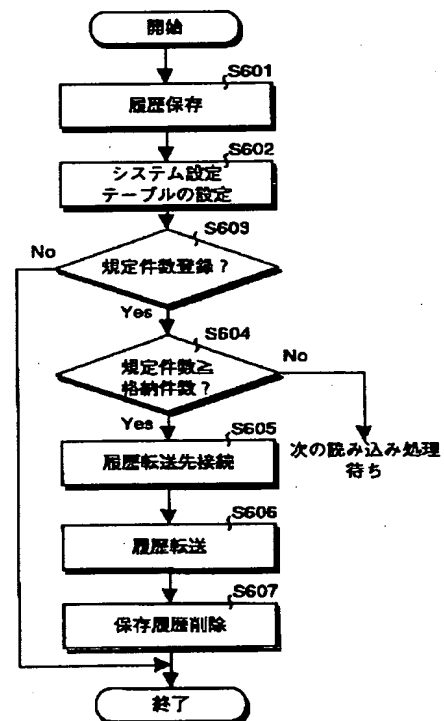 開始
S601
履歴保存
S602
システム設定
テーブルの設定
S603
No
規定件数登録？
Yes
S604
No
規定件数≧
格納件数？
Yes
S605
履歴転送先接続
次の読み込み処理
待ち
S606
履歴転送
S607
保存履歴削除
終了